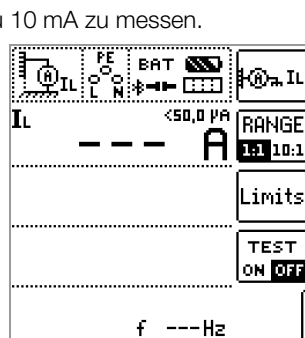 u 10 mA zu messen.
IL PE L N BAT IL
IL <50,0 µA RANGE
--- A 1:1 10:1
Limits
TEST
ON OFF
f ---Hz